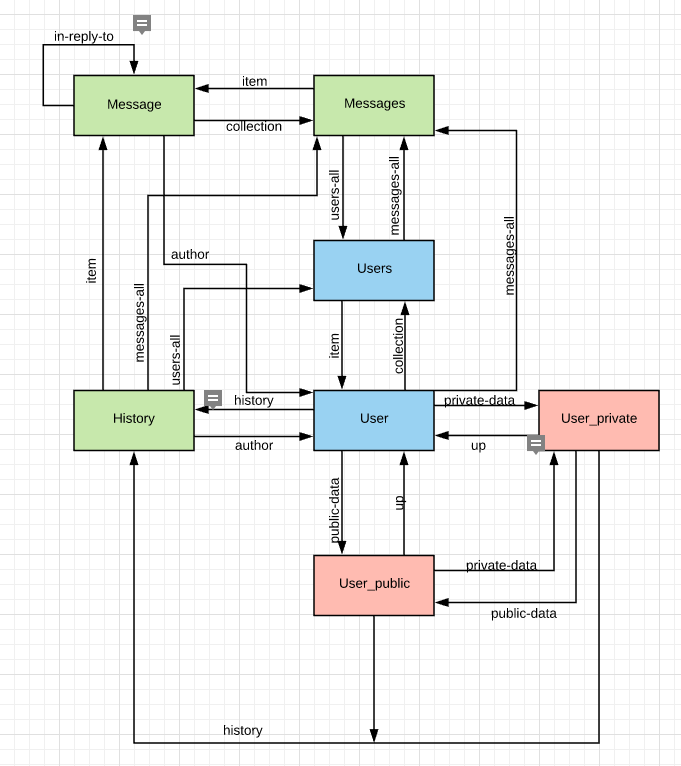 in-reply-to
item
Message
Messages
collection
users-all
messages-all
author
messages-all
item
Users
messages-all
users-all
item
collection
history
private-data
History
User
User_private
author
up
public-data
up
private-data
User_public
public-data
history